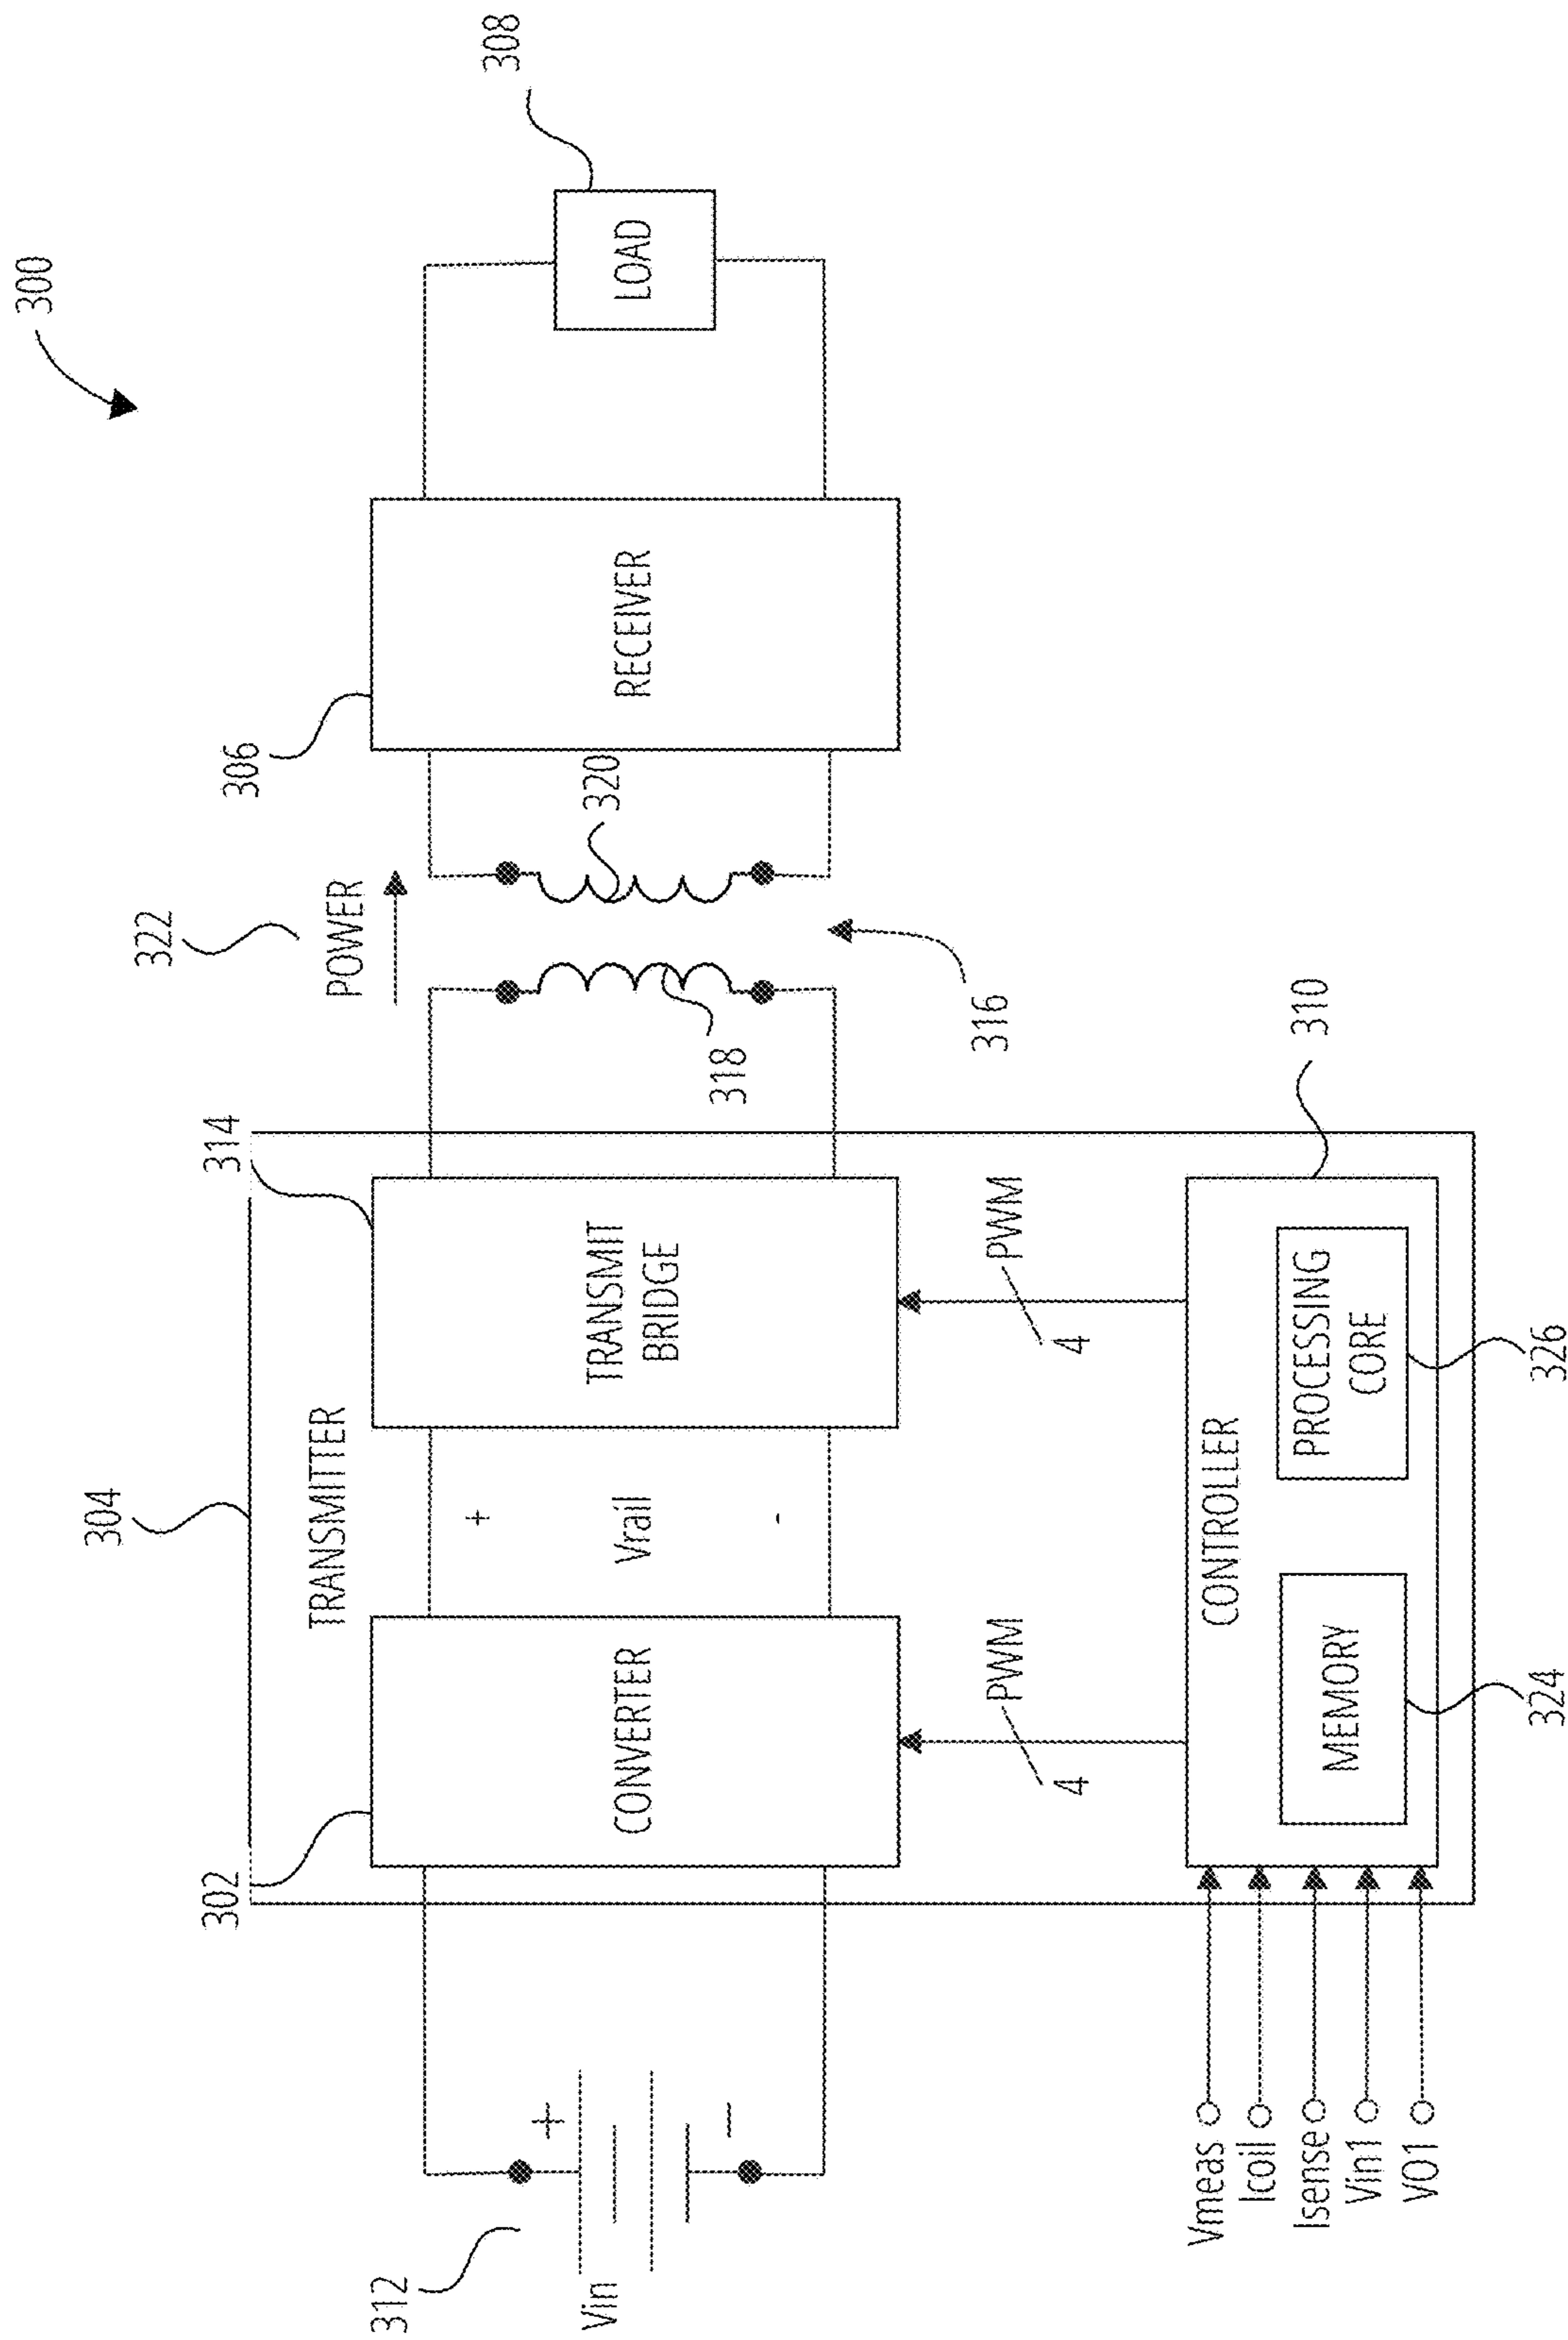 300
322
POWER
304
314
306
308
TRANSMITTER
302
312
Vin
+
-
CONVERTER
+
Vrail
-
TRANSMIT
BRIDGE
318
320
316
RECEIVER
LOAD
PWM
4
PWM
4
310
CONTROLLER
MEMORY
PROCESSING
CORE
324
326
Vmeas
Icoil
Isense
Vin1
VO1